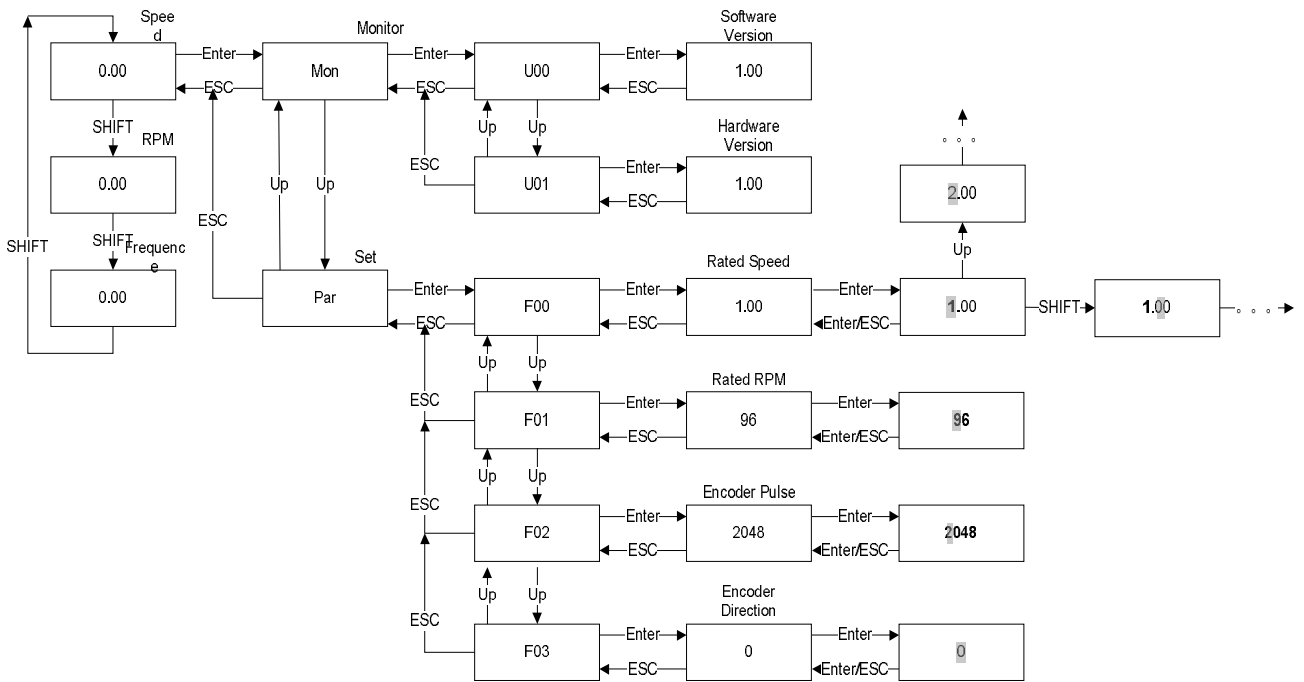 Spee
d
Monitor
Software
Version
0.00
Enter
ESC
Mon
Enter
ESC
U00
Enter
ESC
1.00
SHIFT
RPM
Up
Up
Hardware
Version
0.00
Up
Up
ESC
U01
Enter
ESC
1.00
° ° °
2.00
SHIFT
SHIFT
Frequenc
e
ESC
Up
0.00
Set
Par
Enter
ESC
F00
Rated Speed
Enter
ESC
1.00
Enter
Enter/ESC
1.00
SHIFT
1.00
° ° °
Up
Up
Rated RPM
ESC
F01
Enter
ESC
96
Enter
Enter/ESC
96
Up
Up
Encoder Pulse
ESC
F02
Enter
ESC
2048
Enter
Enter/ESC
2048
Up
Up
Encoder
Direction
ESC
F03
Enter
ESC
0
Enter
Enter/ESC
0